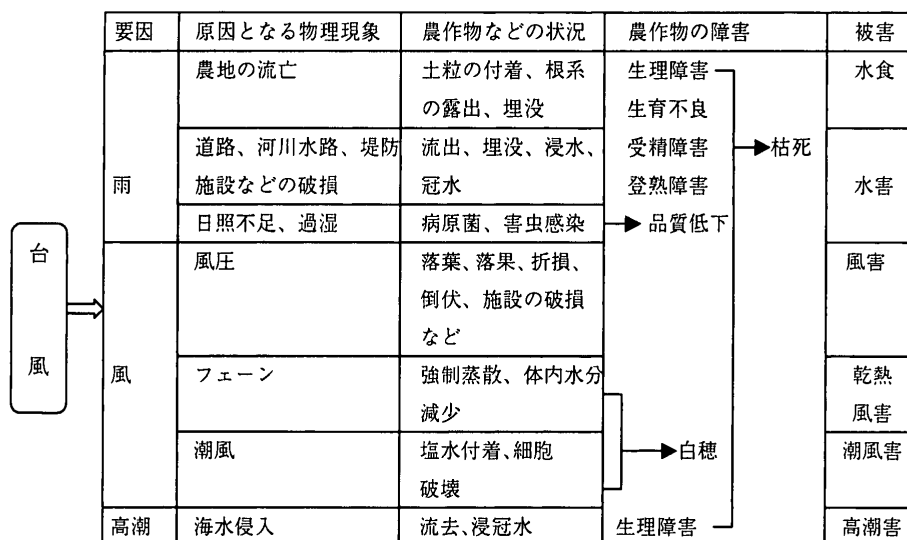 要因 原因となる物理現象 農作物などの状況 農作物の障害 被害
農地の流亡 土粒の付着、根系 生理障害 水食
の露出、埋没 生育不良
道路、河川水路、堤防 流出、埋没、浸水、 受精障害 枯死
雨 施設などの破損 冠水 登熟障害 水害
日照不足、過湿 病原菌、害虫感染 品質低下
台風
風圧 落葉、落果、折損、 風害
倒伏、施設の破損
など
風 フェーン 強制蒸散、体内水分 乾熱
減少 風害
潮風 塩水付着、細胞 白穂 潮風害
破壊
高潮 海水侵入 流去、浸冠水 生理障害 高潮害